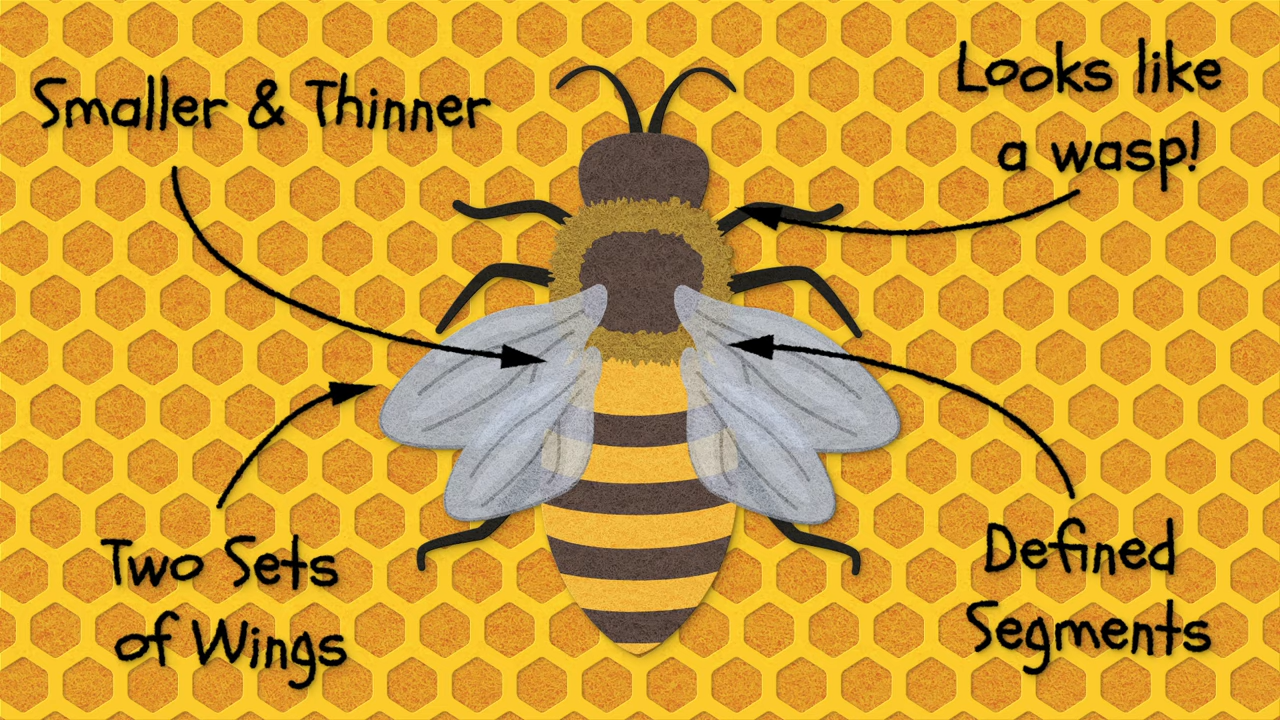 Smaller & Thinner
Looks like
a wasp!
Two Sets
of Wings
Defined
Segments